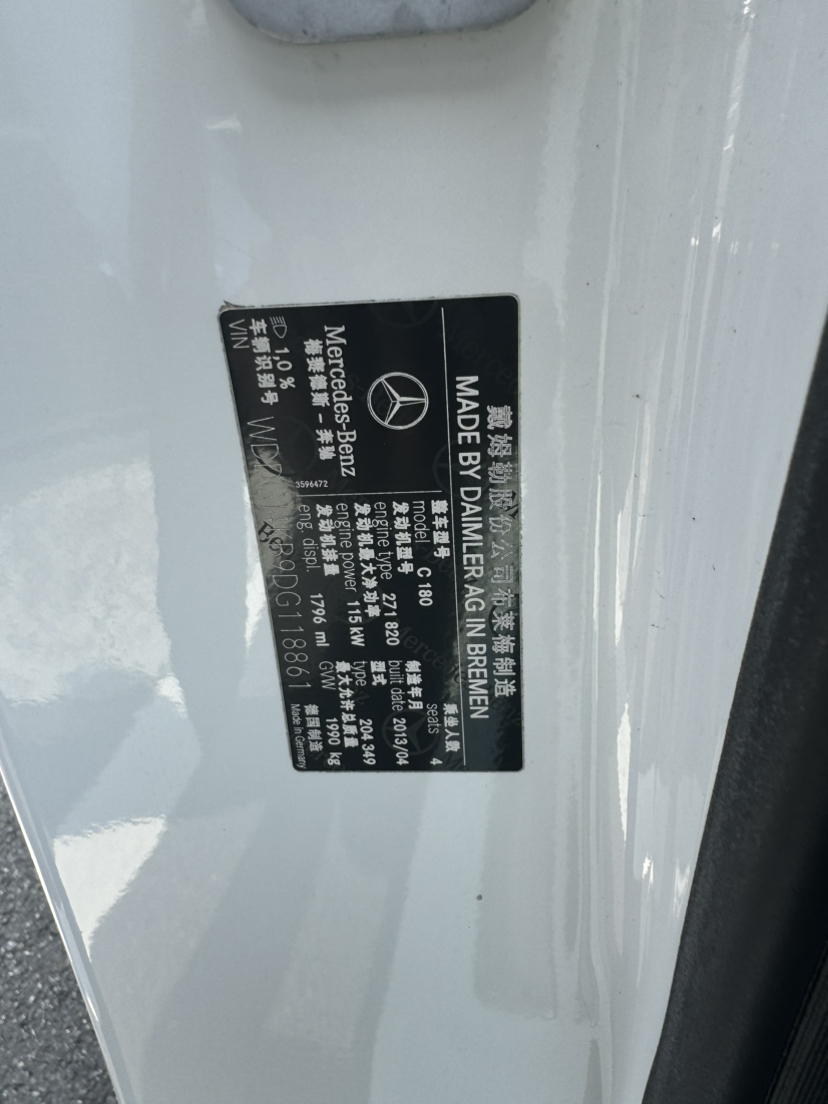 戴姆勒股份公司布莱梅制造
MADE BY DAIMLER AG IN BREMEN
整车型号
model C 180
乘坐人数
seats 4
发动机型号
engine type 271 820
制造年月
built date 2013/04
发动机最大净功率
engine power 115 kW
型式
type 204 349
发动机排量
eng. displ. 1796 ml
最大允许总质量
GVW 1990 kg
Mercedes-Benz
梅赛德斯-奔驰
3596472
1,0 %
车辆识别号
VIN
德国制造
Made in Germany